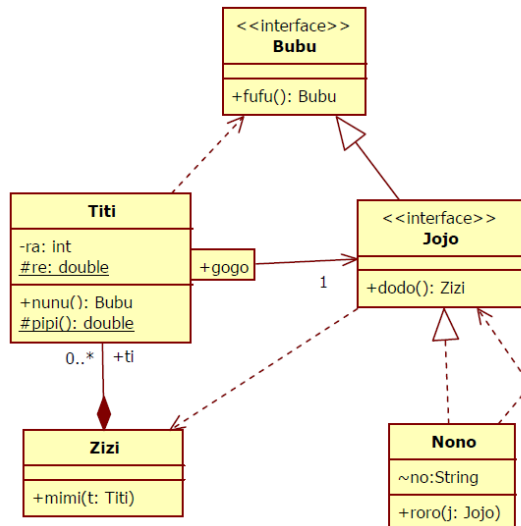 <<interface>>
Bubu
+fufu(): Bubu
Titi
-ra: int
#re: double
+nunu(): Bubu
#pipi(): double
+gogo
1
<<interface>>
Jojo
+dodo(): Zizi
0..*
+ti
Zizi
+mimi(t: Titi)
Nono
~no:String
+roro(j: Jojo)